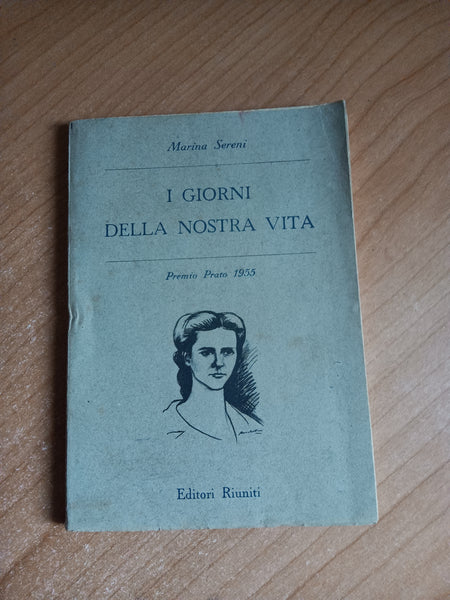 Marina Sereni
I GIORNI
DELLA NOSTRA VITA
Premio Prato 1955
Editori Riuniti